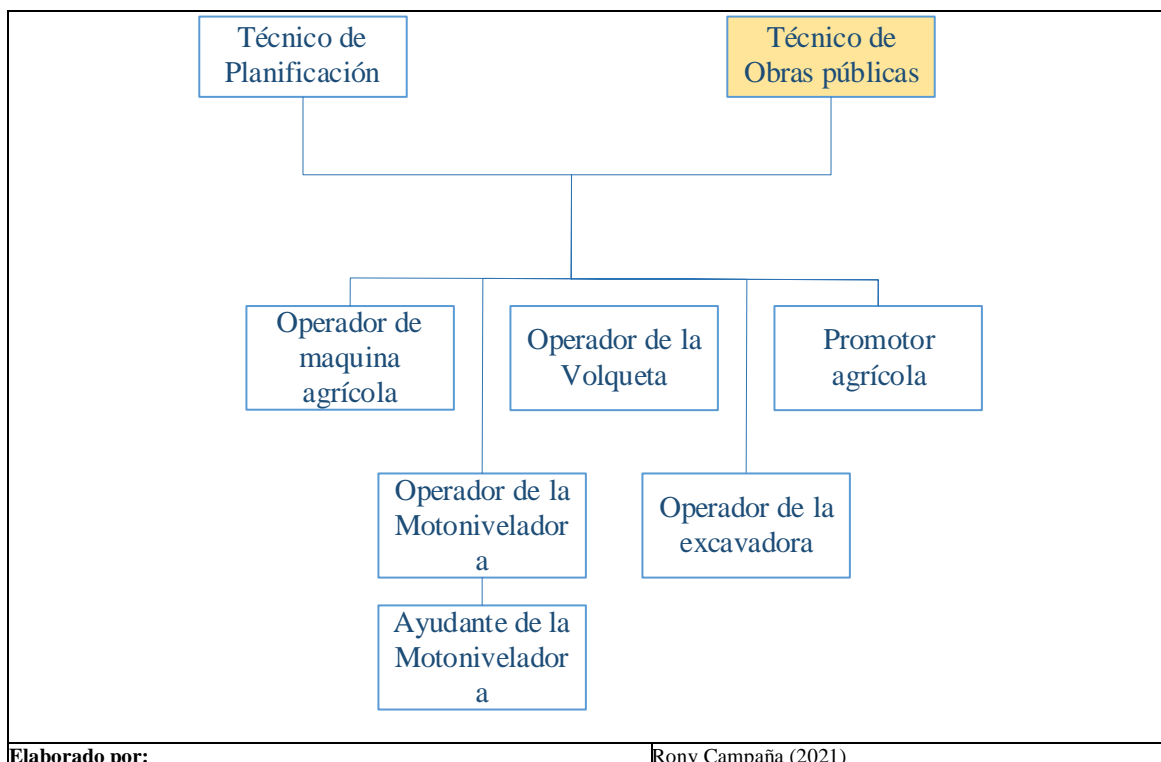 Técnico de
Planificación
Técnico de
Obras públicas
Operador de
maquina
agrícola
Operador de la
Volqueta
Promotor
agrícola
Operador de la
Motonivelador
a
Operador de la
excavadora
Ayudante de la
Motonivelador
a
Elaborado por:
Rony Campaña (2021)